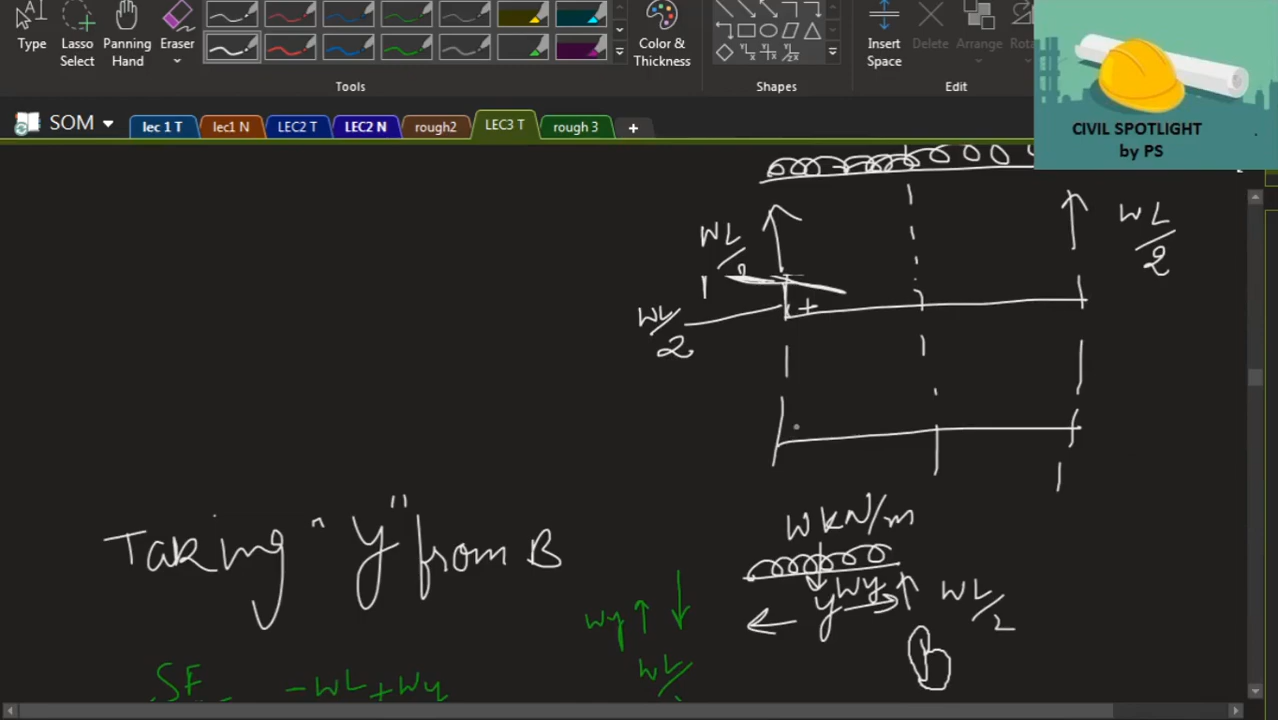 Type
Lasso Select
Panning Hand
Eraser
Color & Thickness
Insert Space
Delete
Arrange
Tools
Shapes
Edit
CIVIL SPOTLIGHT
by PS
SOM
lec 1 T
lec1 N
LEC2 T
LEC2 N
rough2
LEC3 T
rough 3
WL/2
WL/2
+
WL/2
Taking "y" from B
W kN/m
y
Wy
WL/2
B
wy
WL/
SF
-WL + Wy